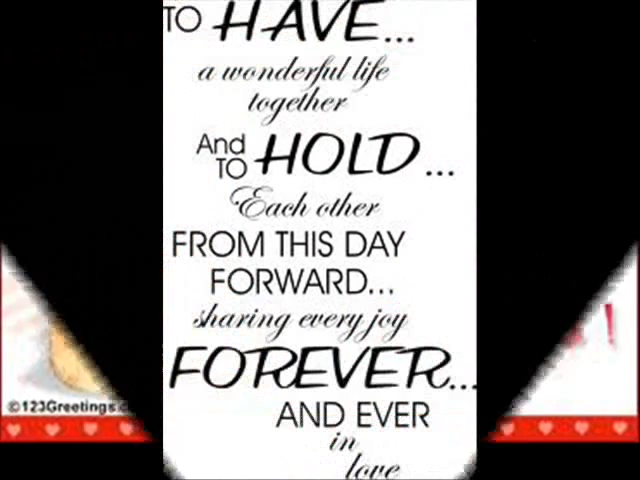 TO HAVE...
a wonderful life
together
And
TO HOLD...
Each other
FROM THIS DAY
FORWARD...
sharing every joy
FOREVER...
AND EVER
in
love
©123Greetings.c
!